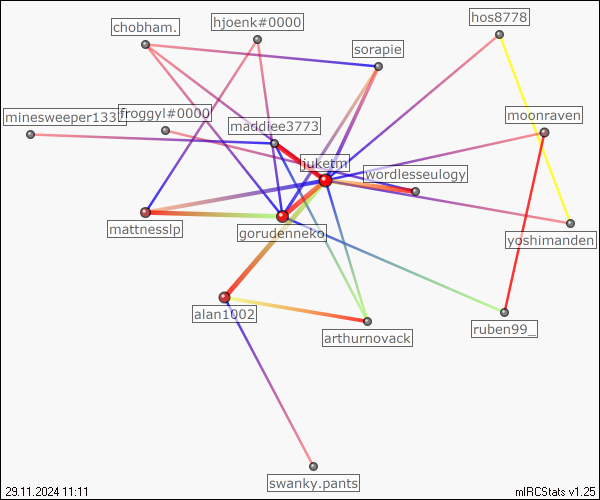 hjoenk#0000
hos8778
chobham.
sorapie
minesweeper133
froggyl#0000
moonraven
maddiee3773
juketm
wordlesseulogy
mattnesslp
gorudenneko
yoshimanden
alan1002
ruben99_
arthurnovack
swanky.pants
29.11.2024 11:11
mIRCStats v1.25